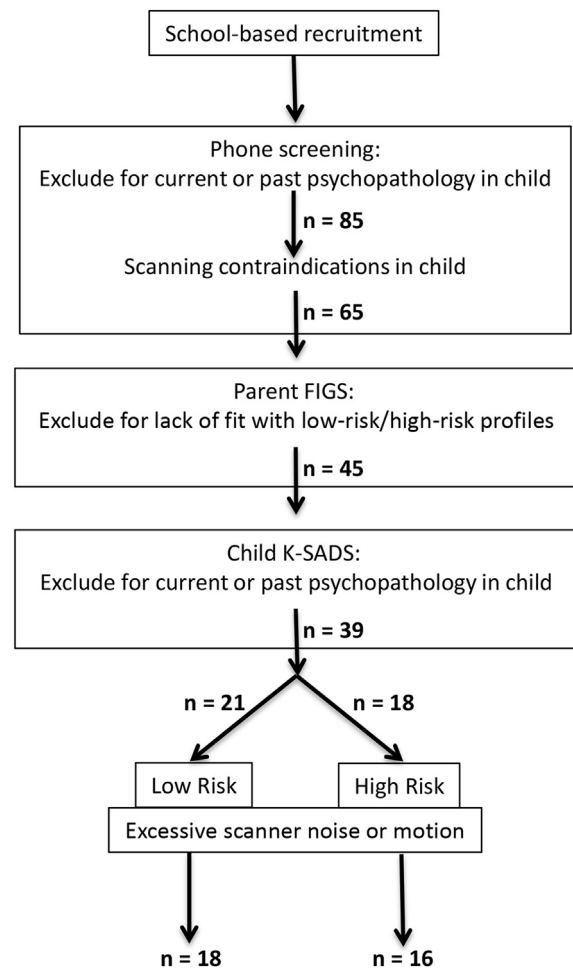 School-based recruitment
Phone screening:
Exclude for current or past psychopathology in child
n = 85
Scanning contraindications in child
n = 65
Parent FIGS:
Exclude for lack of fit with low-risk/high-risk profiles
n = 45
Child K-SADS:
Exclude for current or past psychopathology in child
n = 39
n = 21 n = 18
Low Risk High Risk
Excessive scanner noise or motion
n = 18 n = 16